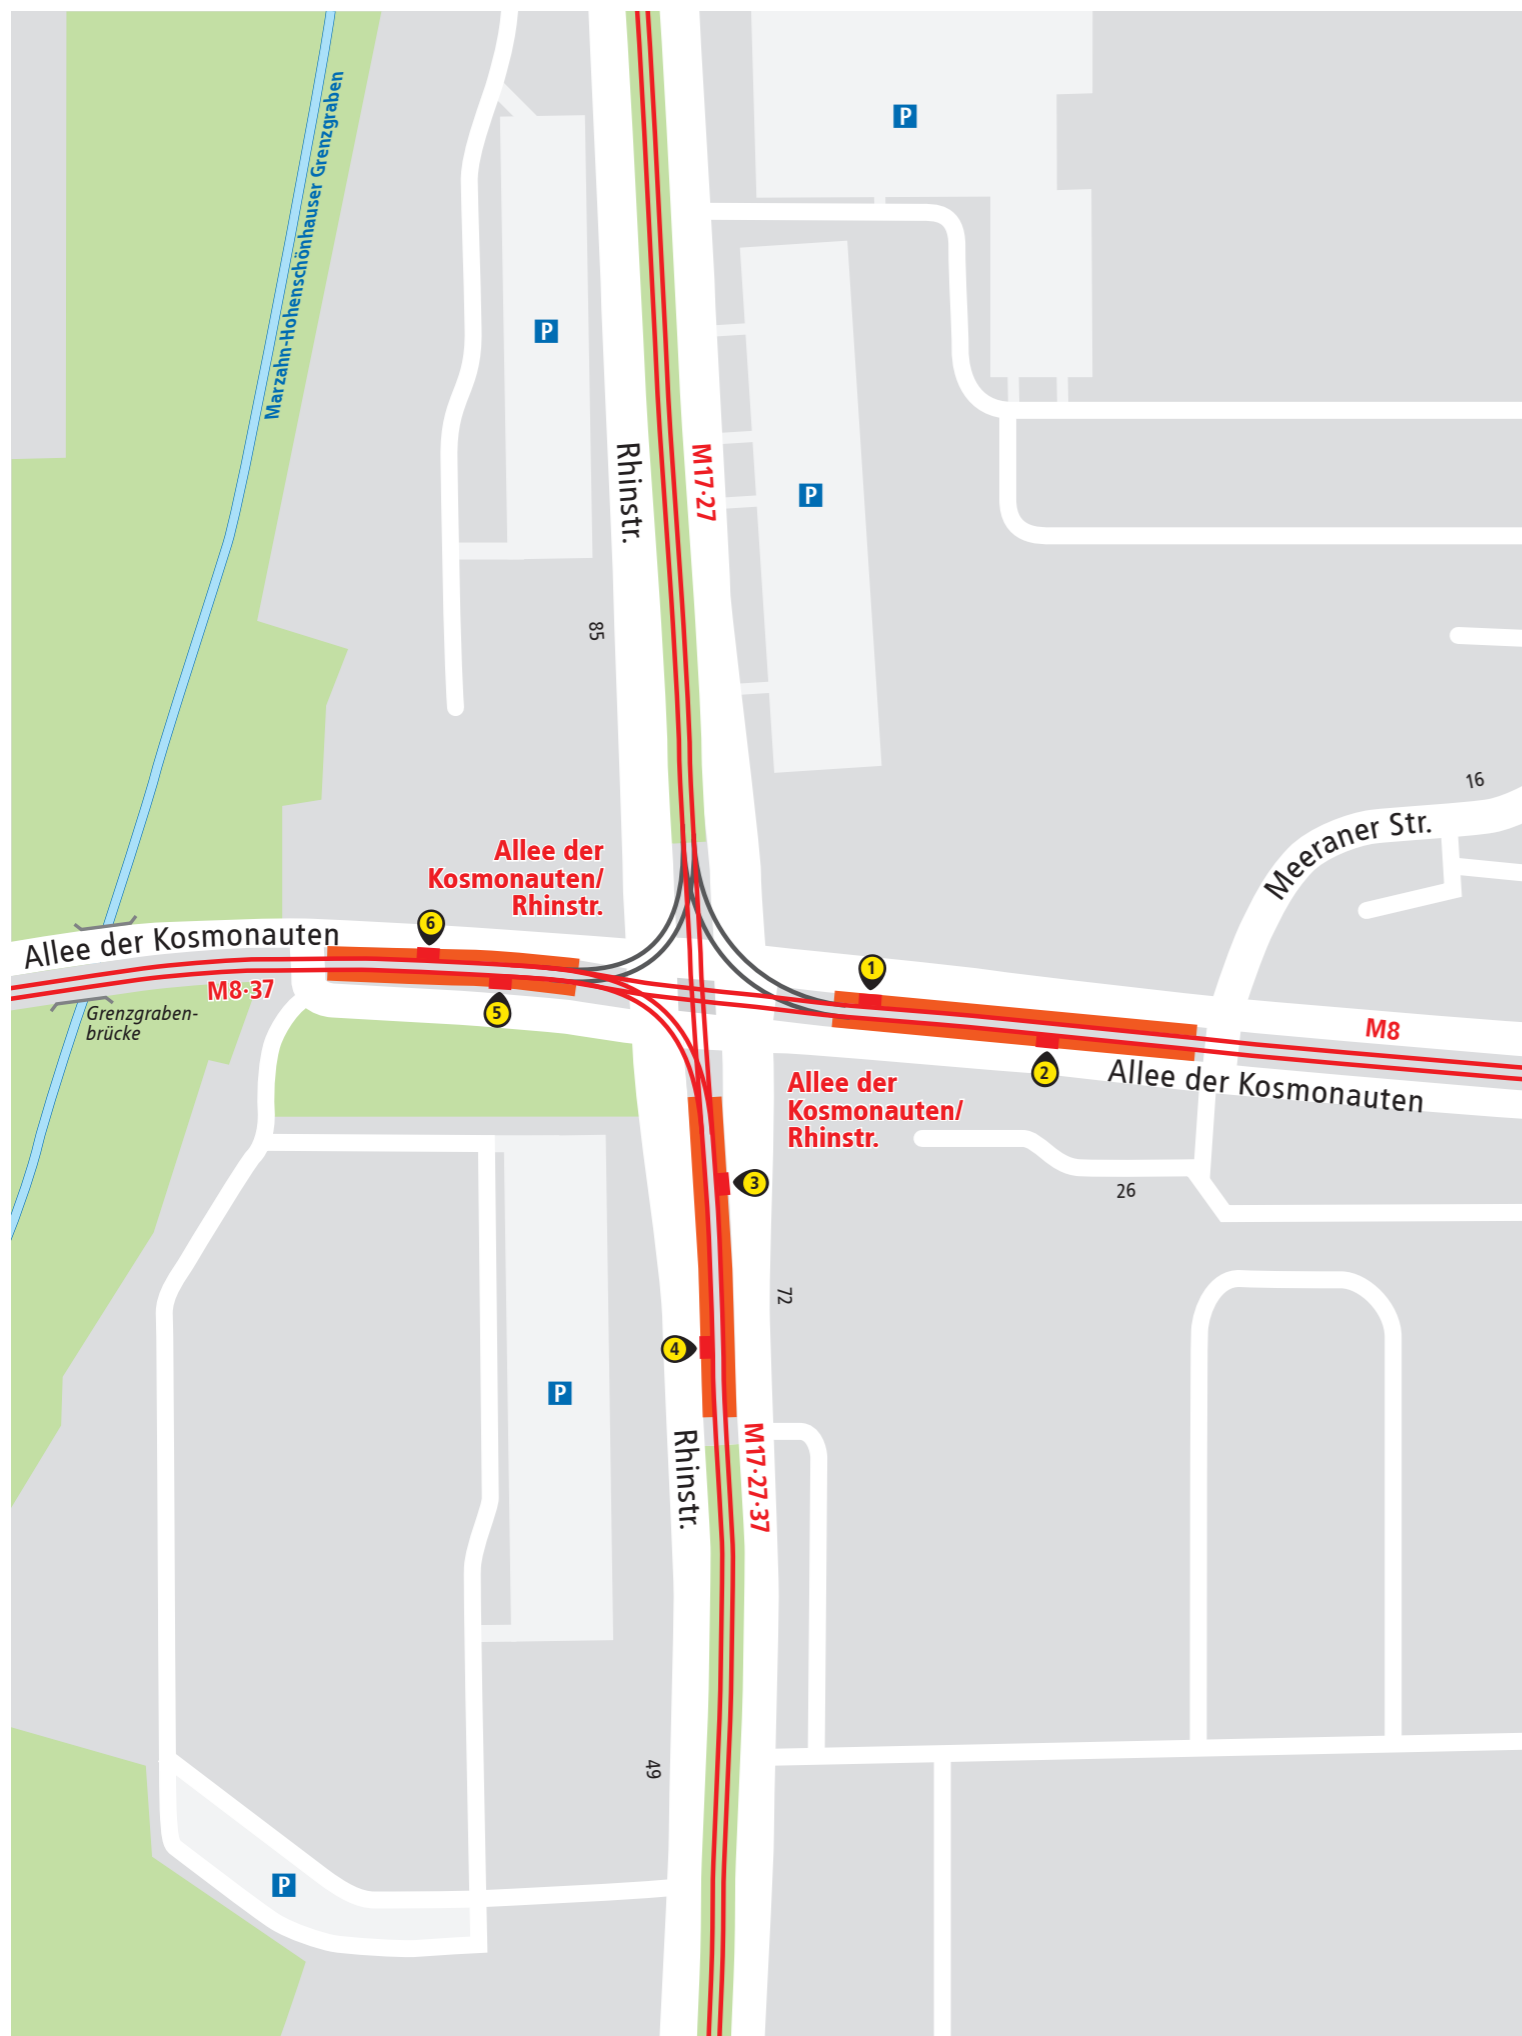 P
Marzahn-Hohenschönhauser Grenzgraben
P
Rhinstr.
M17·27
P
85
16
Meeraner Str.
Allee der
Kosmonauten/
Rhinstr.
6
Allee der Kosmonauten
1
M8·37
5
Grenzgraben-
brücke
M8
2
Allee der Kosmonauten
Allee der
Kosmonauten/
Rhinstr.
3
26
72
4
P
Rhinstr.
M17·27·37
49
P